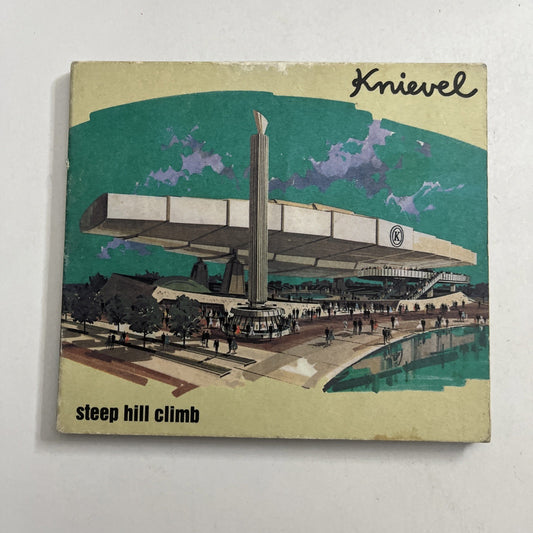 Knievel
K
steep hill climb